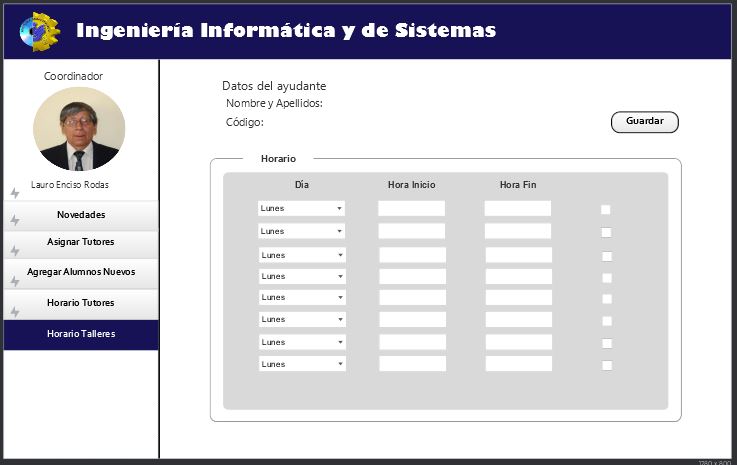 Ingeniería Informática y de Sistemas
Coordinador
Lauro Enciso Rodas
Novedades
Asignar Tutores
Agregar Alumnos Nuevos
Horario Tutores
Horario Talleres
Datos del ayudante
Nombre y Apellidos:
Código:
Guardar
Horario
Día Hora Inicio Hora Fin
Lunes
Lunes
Lunes
Lunes
Lunes
Lunes
Lunes
Lunes
1780 x 800